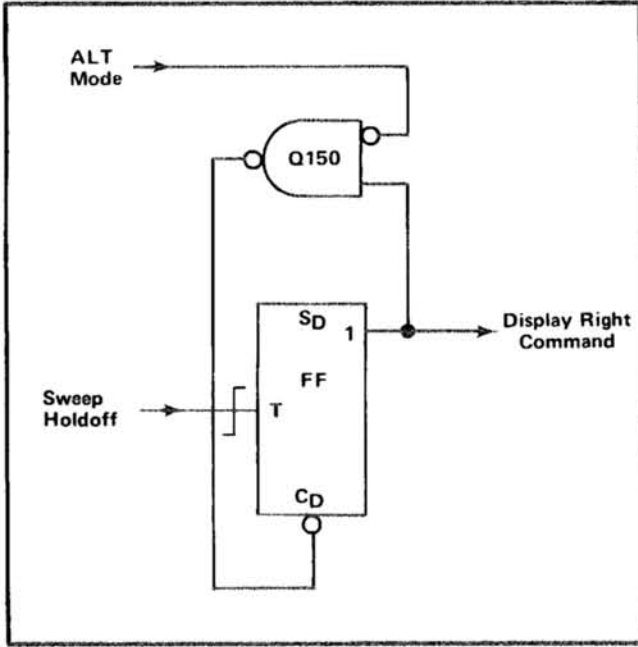 ALT
Mode
Q150
SD
1
Display Right
Command
FF
Sweep
Holdoff
T
CD